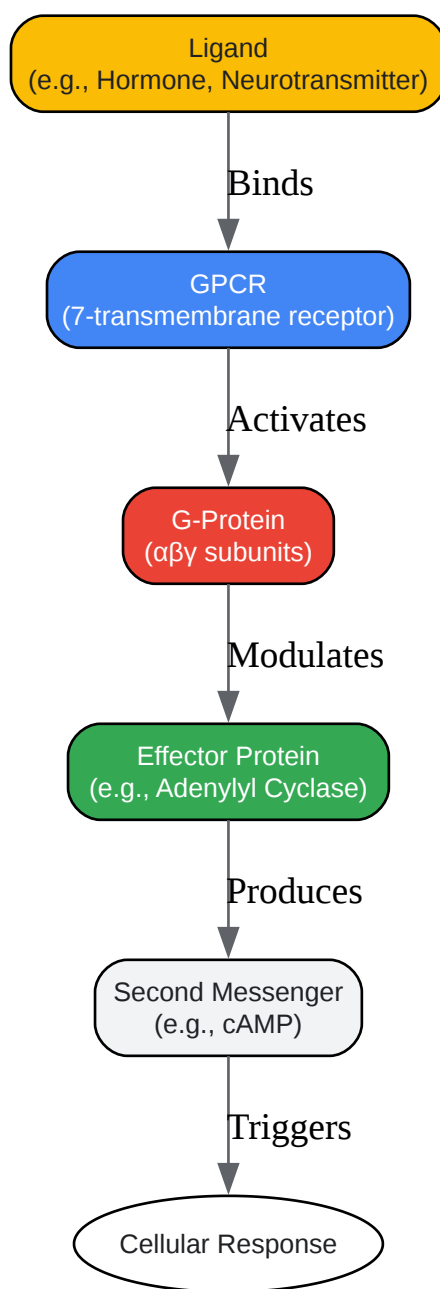 Ligand
(e.g., Hormone, Neurotransmitter)
Binds
GPCR
(7-transmembrane receptor)
Activates
G-Protein
(αβγ subunits)
Modulates
Effector Protein
(e.g., Adenylyl Cyclase)
Produces
Second Messenger
(e.g., cAMP)
Triggers
Cellular Response